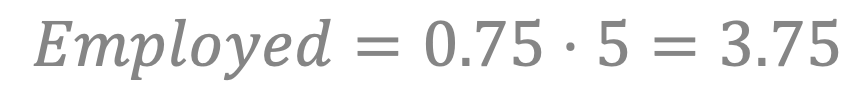 Employed = 0.75 · 5 = 3.75